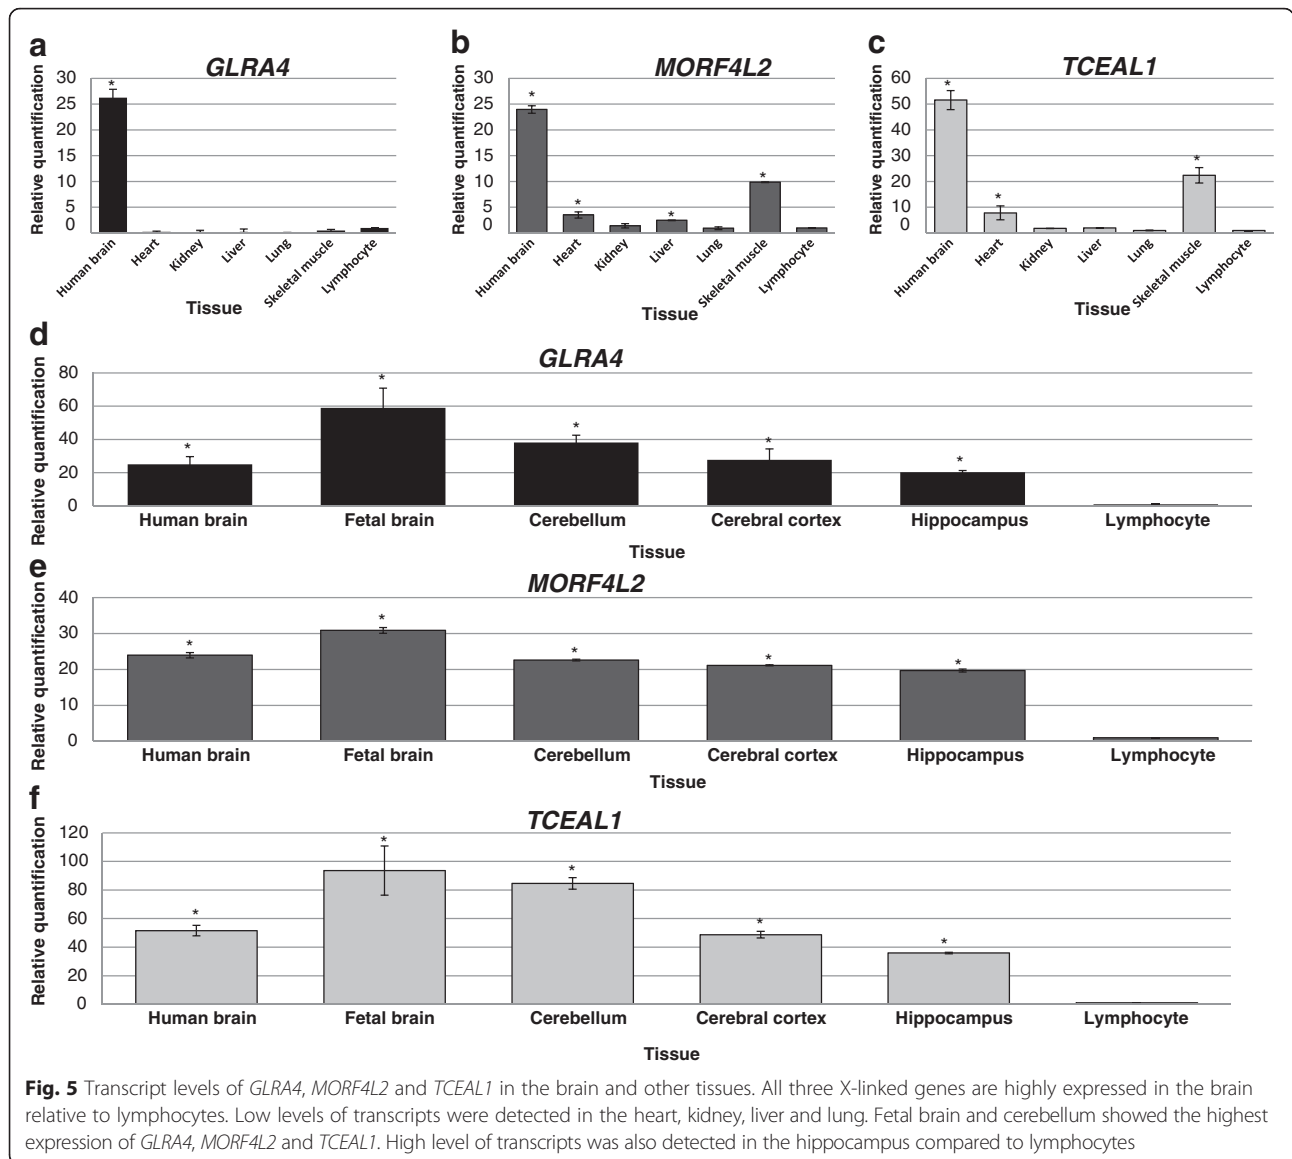 a
GLRA4
Relative quantification
30
25
20
15
10
5
0
*
Human brain
Heart
Kidney
Liver
Lung
Skeletal muscle
Lymphocyte
Tissue
b
MORF4L2
Relative quantification
30
25
20
15
10
5
0
*
*
*
*
Human brain
Heart
Kidney
Liver
Lung
Skeletal muscle
Lymphocyte
Tissue
c
TCEAL1
Relative quantification
60
50
40
30
20
10
0
*
*
*
Human brain
Heart
Kidney
Liver
Lung
Skeletal muscle
Lymphocyte
Tissue
d
GLRA4
Relative quantification
80
60
40
20
0
*
*
*
*
*
Human brain
Fetal brain
Cerebellum
Cerebral cortex
Hippocampus
Lymphocyte
Tissue
e
MORF4L2
Relative quantification
40
30
20
10
0
*
*
*
*
*
Human brain
Fetal brain
Cerebellum
Cerebral cortex
Hippocampus
Lymphocyte
Tissue
f
TCEAL1
Relative quantification
120
100
80
60
40
20
0
*
*
*
*
*
Human brain
Fetal brain
Cerebellum
Cerebral cortex
Hippocampus
Lymphocyte
Tissue
Fig. 5 Transcript levels of GLRA4, MORF4L2 and TCEAL1 in the brain and other tissues. All three X-linked genes are highly expressed in the brain
relative to lymphocytes. Low levels of transcripts were detected in the heart, kidney, liver and lung. Fetal brain and cerebellum showed the highest
expression of GLRA4, MORF4L2 and TCEAL1. High level of transcripts was also detected in the hippocampus compared to lymphocytes